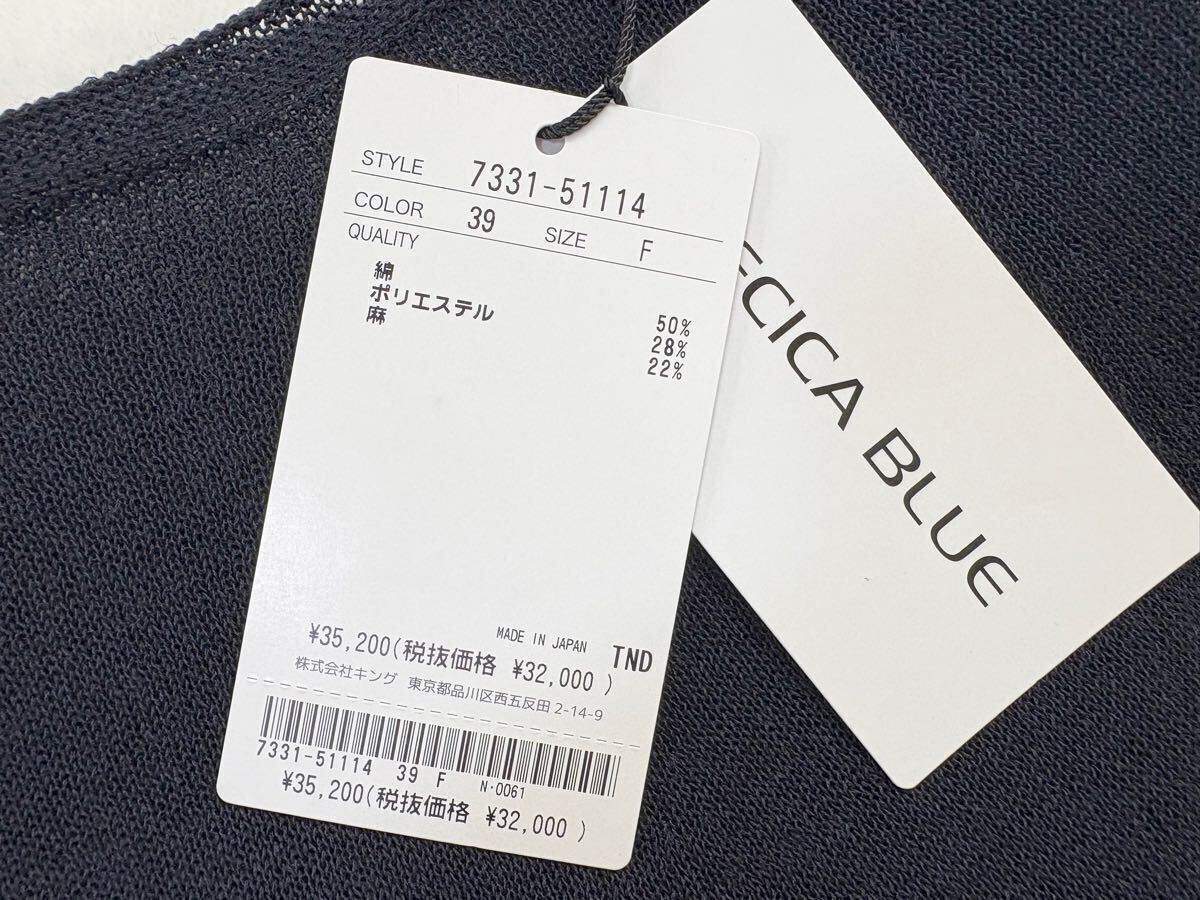 STYLE 7331-51114
COLOR 39 SIZE F
QUALITY
綿 50%
ポリエステル 28%
麻 22%
MADE IN JAPAN TND
¥35,200(税抜価格 ¥32,000 )
株式会社キング 東京都品川区西五反田 2-14-9
7331-51114 39 F N·0061
¥35,200(税抜価格 ¥32,000 )
BLUE